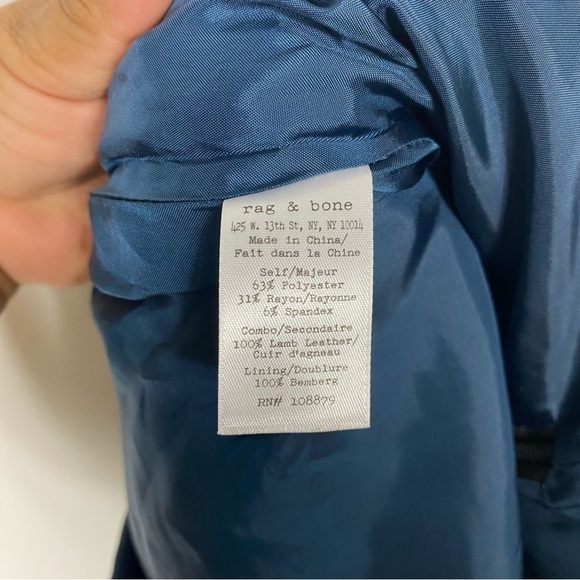 rag & bone
425 W. 13th St, NY, NY 10014
Made in China/
Fait dans la Chine
Self/Majeur
63% Polyester
31% Rayon/Rayonne
6% Spandex
Combo/Secondaire
100% Lamb Leather/
Cuir d'agneau
Lining/Doublure
100% Bemberg
RN# 108879